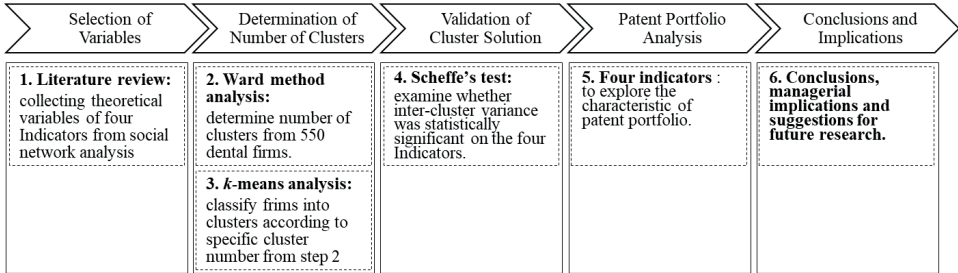 Selection of
Variables
Determination of
Number of Clusters
Validation of
Cluster Solution
Patent Portfolio
Analysis
Conclusions and
Implications
1. Literature review:
collecting theoretical
variables of four
Indicators from social
network analysis
2. Ward method
analysis:
determine number of
clusters from 550
dental firms.
3. k-means analysis:
classify frims into
clusters according to
specific cluster
number from step 2
4. Scheffe's test:
examine whether
inter-cluster variance
was statistically
significant on the four
Indicators.
5. Four indicators :
to explore the
characteristic of
patent portfolio.
6. Conclusions,
managerial
implications and
suggestions for
future research.